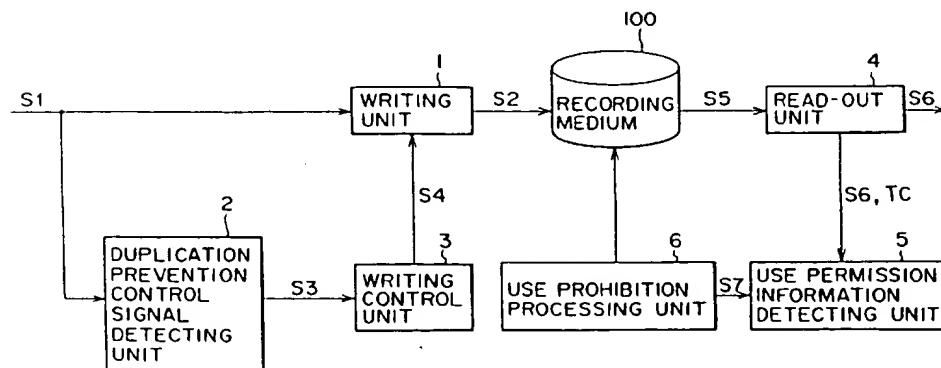 100
S1
1
WRITING
UNIT
S2
RECORDING
MEDIUM
S5
4
READ-OUT
UNIT
S6
S4
S6, TC
2
DUPLICATION
PREVENTION
CONTROL
SIGNAL
DETECTING
UNIT
S3
3
WRITING
CONTROL
UNIT
6
USE PROHIBITION
PROCESSING UNIT
S7
5
USE PERMISSION
INFORMATION
DETECTING UNIT